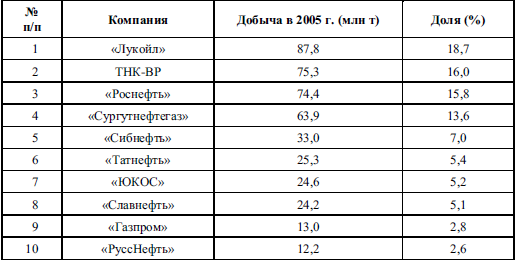 № п/п Компания Добыча в 2005 г. (млн т) Доля (%)
1 «Лукойл» 87,8 18,7
2 ТНК-ВР 75,3 16,0
3 «Роснефть» 74,4 15,8
4 «Сургутнефтегаз» 63,9 13,6
5 «Сибнефть» 33,0 7,0
6 «Татнефть» 25,3 5,4
7 «ЮКОС» 24,6 5,2
8 «Славнефть» 24,2 5,1
9 «Газпром» 13,0 2,8
10 «РуссНефть» 12,2 2,6